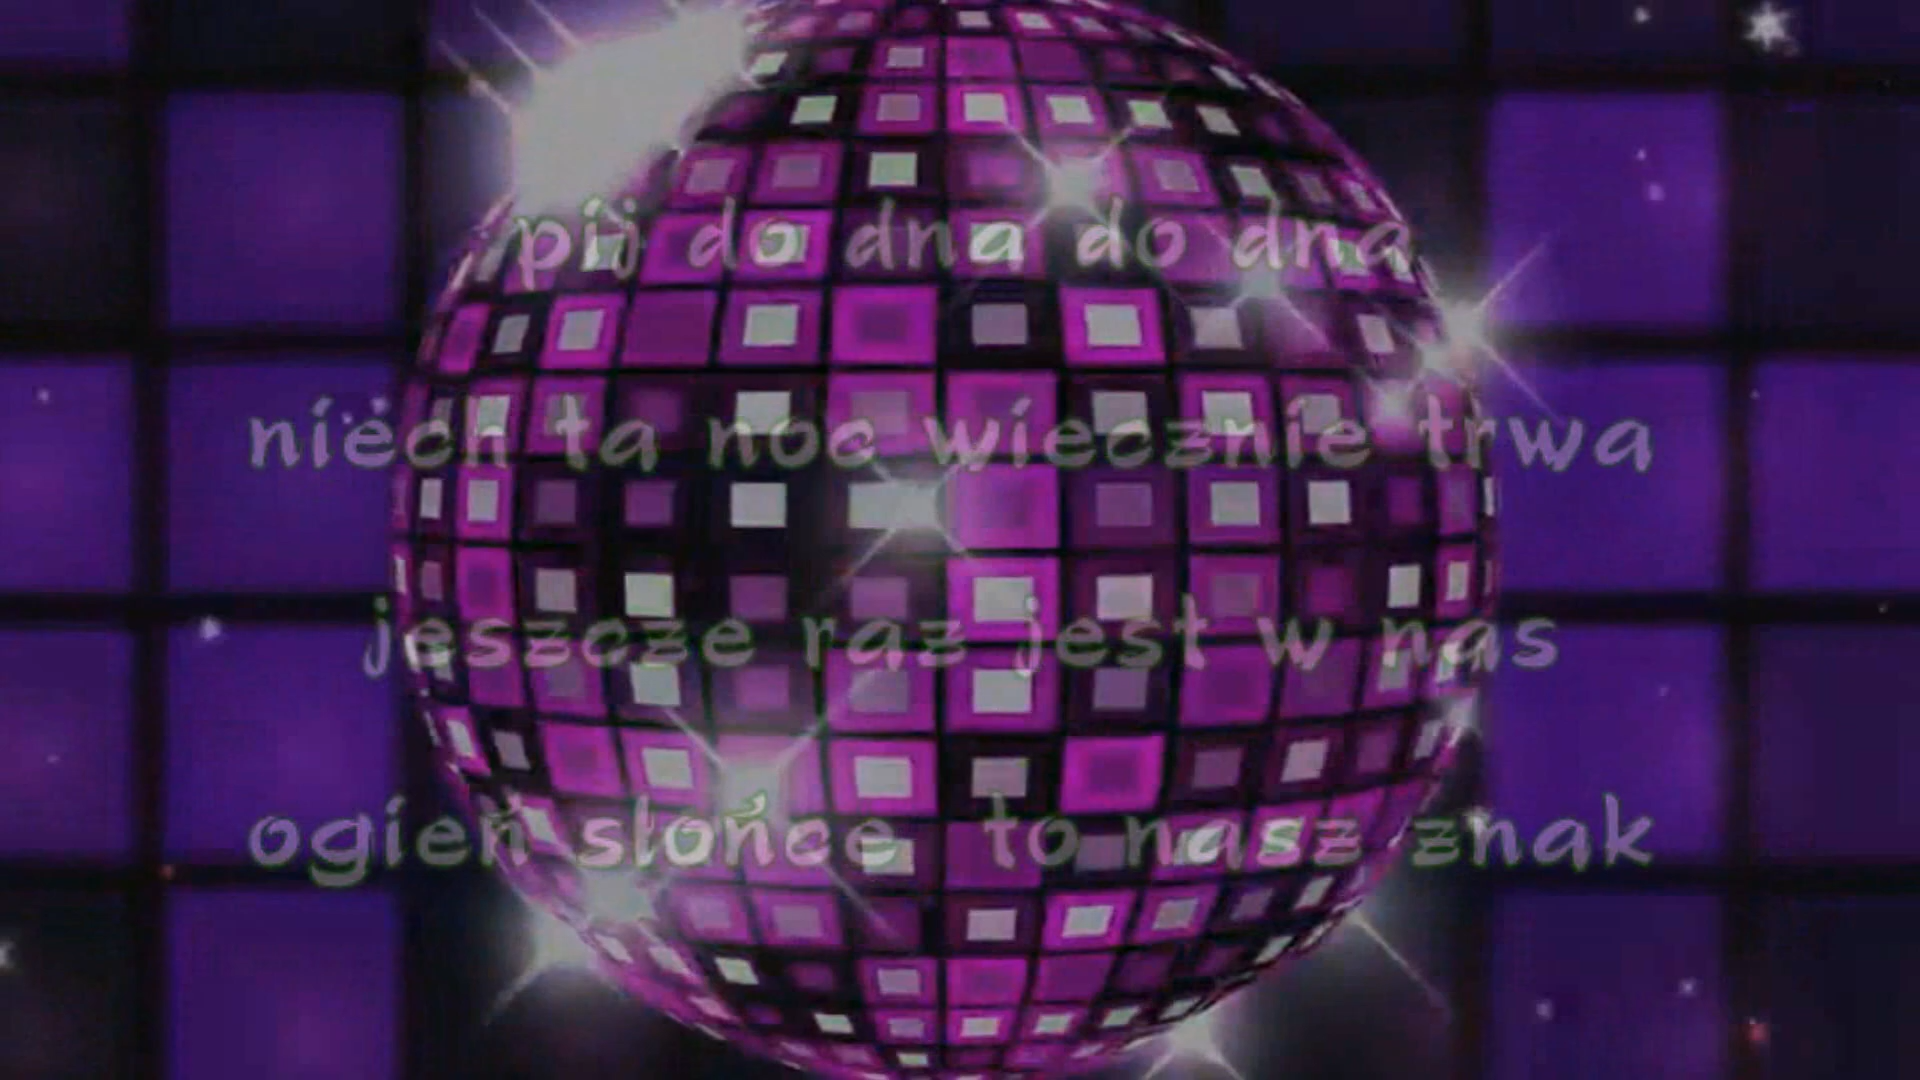 pij do dna do dna
niech ta noc wiecznie trwa
jeszcze raz jest w nas
ogień słońce to nasz znak